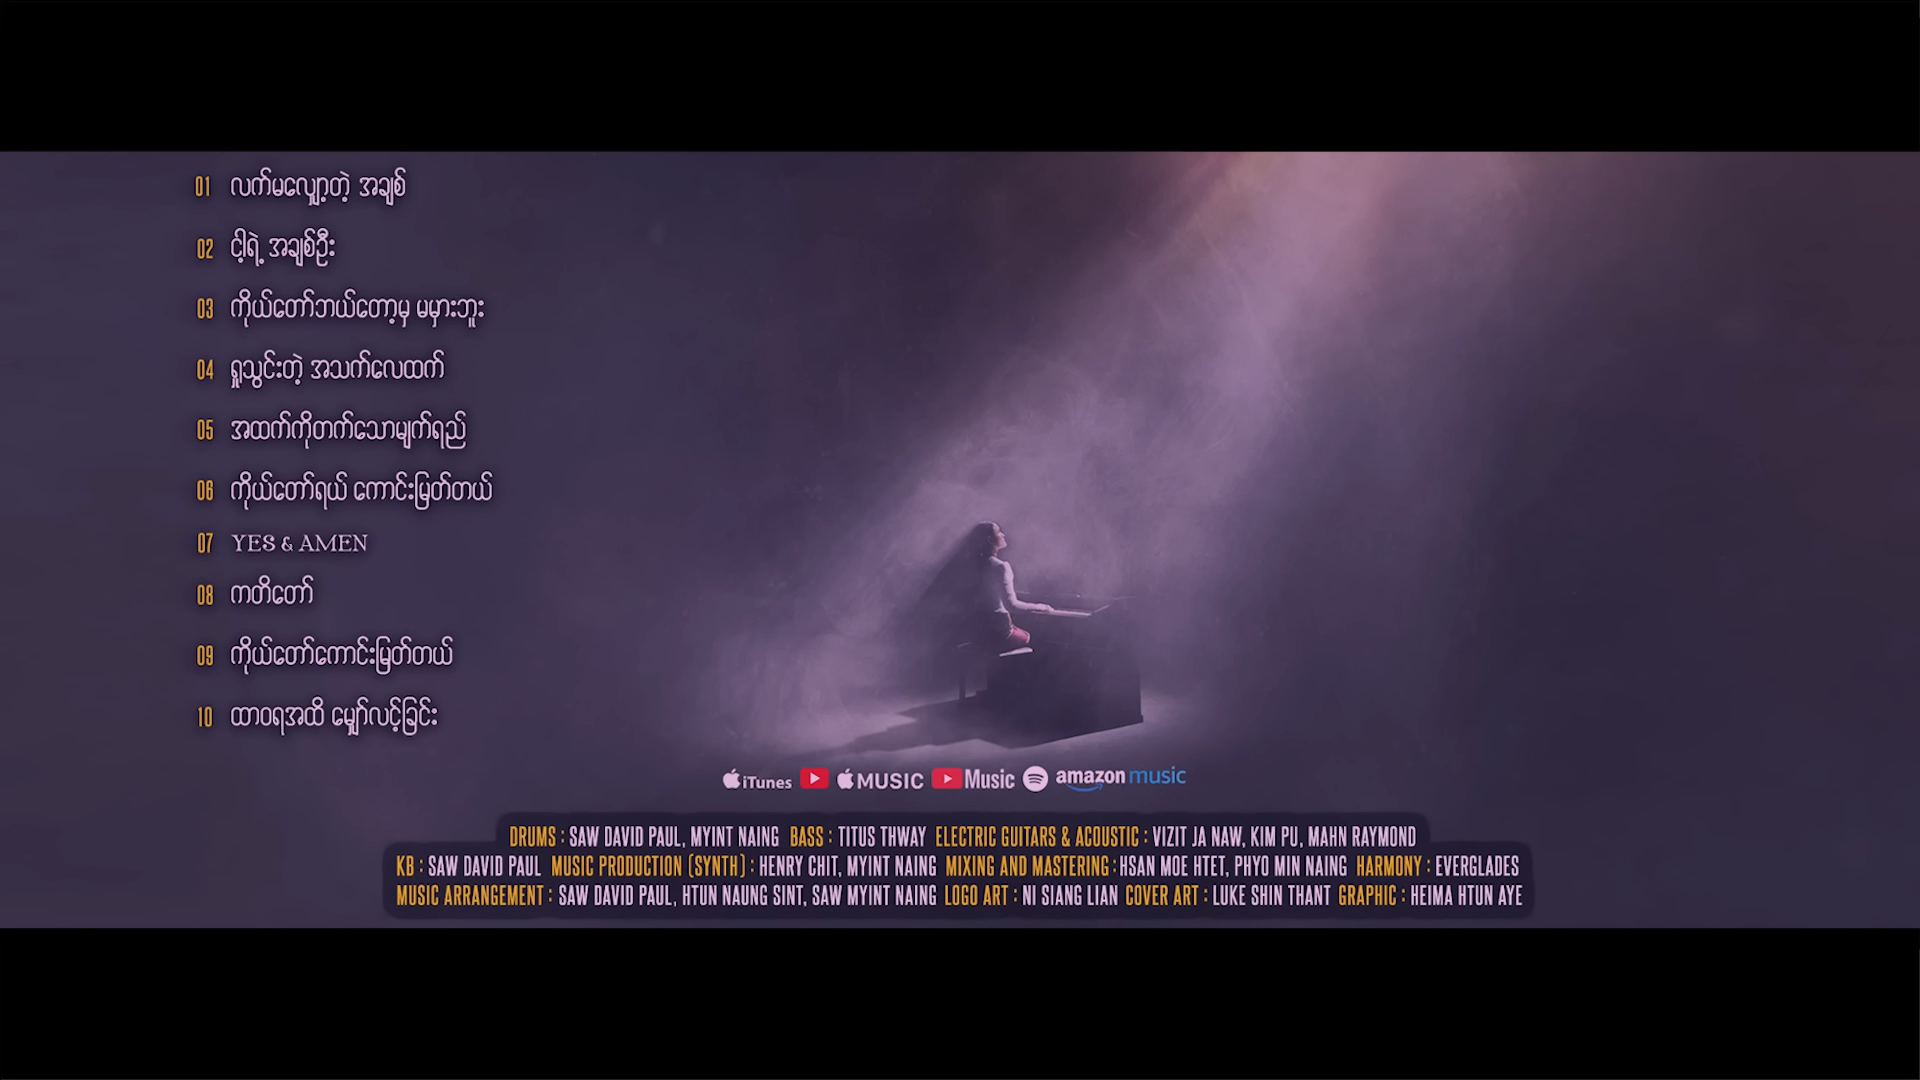 01 လက်မလျှော့တဲ့ အချစ်
02 ငါ့ရဲ့ အချစ်ဦး
03 ကိုယ်တော်ဘယ်တော့မှ မမှားဘူး
04 ရှုသွင်းတဲ့ အသက်လေထက်
05 အထက်ကိုတက်သောမျက်ရည်
06 ကိုယ်တော်ရယ် ကောင်းမြတ်တယ်
07 YES & AMEN
08 ကတိတော်
09 ကိုယ်တော်ကောင်းမြတ်တယ်
10 ထာဝရအထိ မျှော်လင့်ခြင်း
iTunes MUSIC Music amazon music
DRUMS : SAW DAVID PAUL, MYINT NAING BASS : TITUS THWAY ELECTRIC GUITARS & ACOUSTIC : VIZIT JA NAW, KIM PU, MAHN RAYMOND
KB : SAW DAVID PAUL MUSIC PRODUCTION (SYNTH) : HENRY CHIT, MYINT NAING MIXING AND MASTERING : HSAN MOE HTET, PHYO MIN NAING HARMONY : EVERGLADES
MUSIC ARRANGEMENT : SAW DAVID PAUL, HTUN NAUNG SINT, SAW MYINT NAING LOGO ART : NI SIANG LIAN COVER ART : LUKE SHIN THANT GRAPHIC : HEIMA HTUN AYE